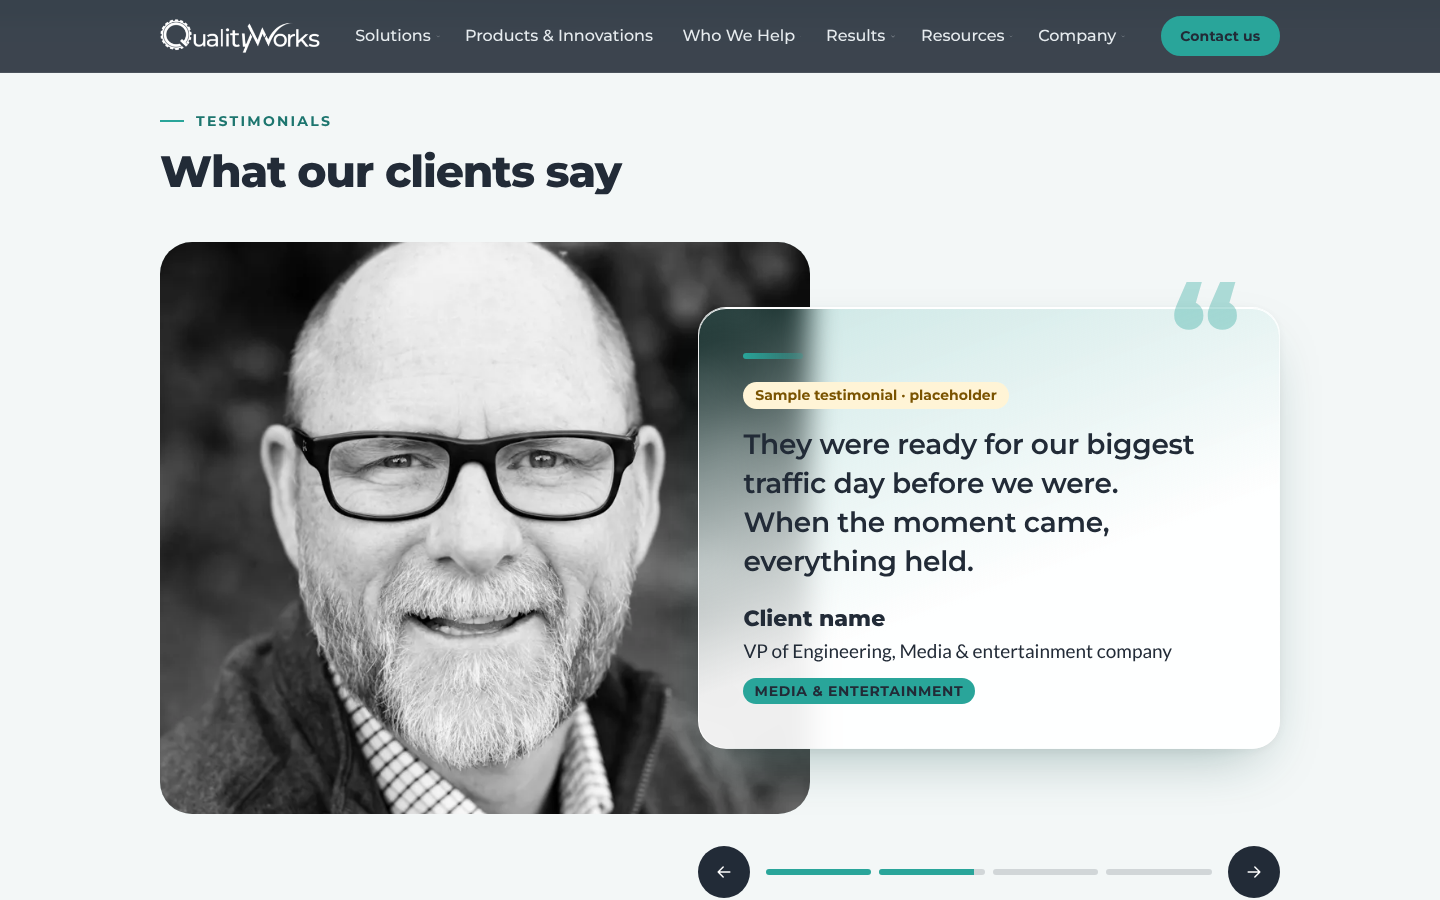 QualityWorks
Solutions
Products & Innovations
Who We Help
Results
Resources
Company
Contact us
TESTIMONIALS
What our clients say
“
Sample testimonial · placeholder
They were ready for our biggest
traffic day before we were.
When the moment came,
everything held.
Client name
VP of Engineering, Media & entertainment company
MEDIA & ENTERTAINMENT